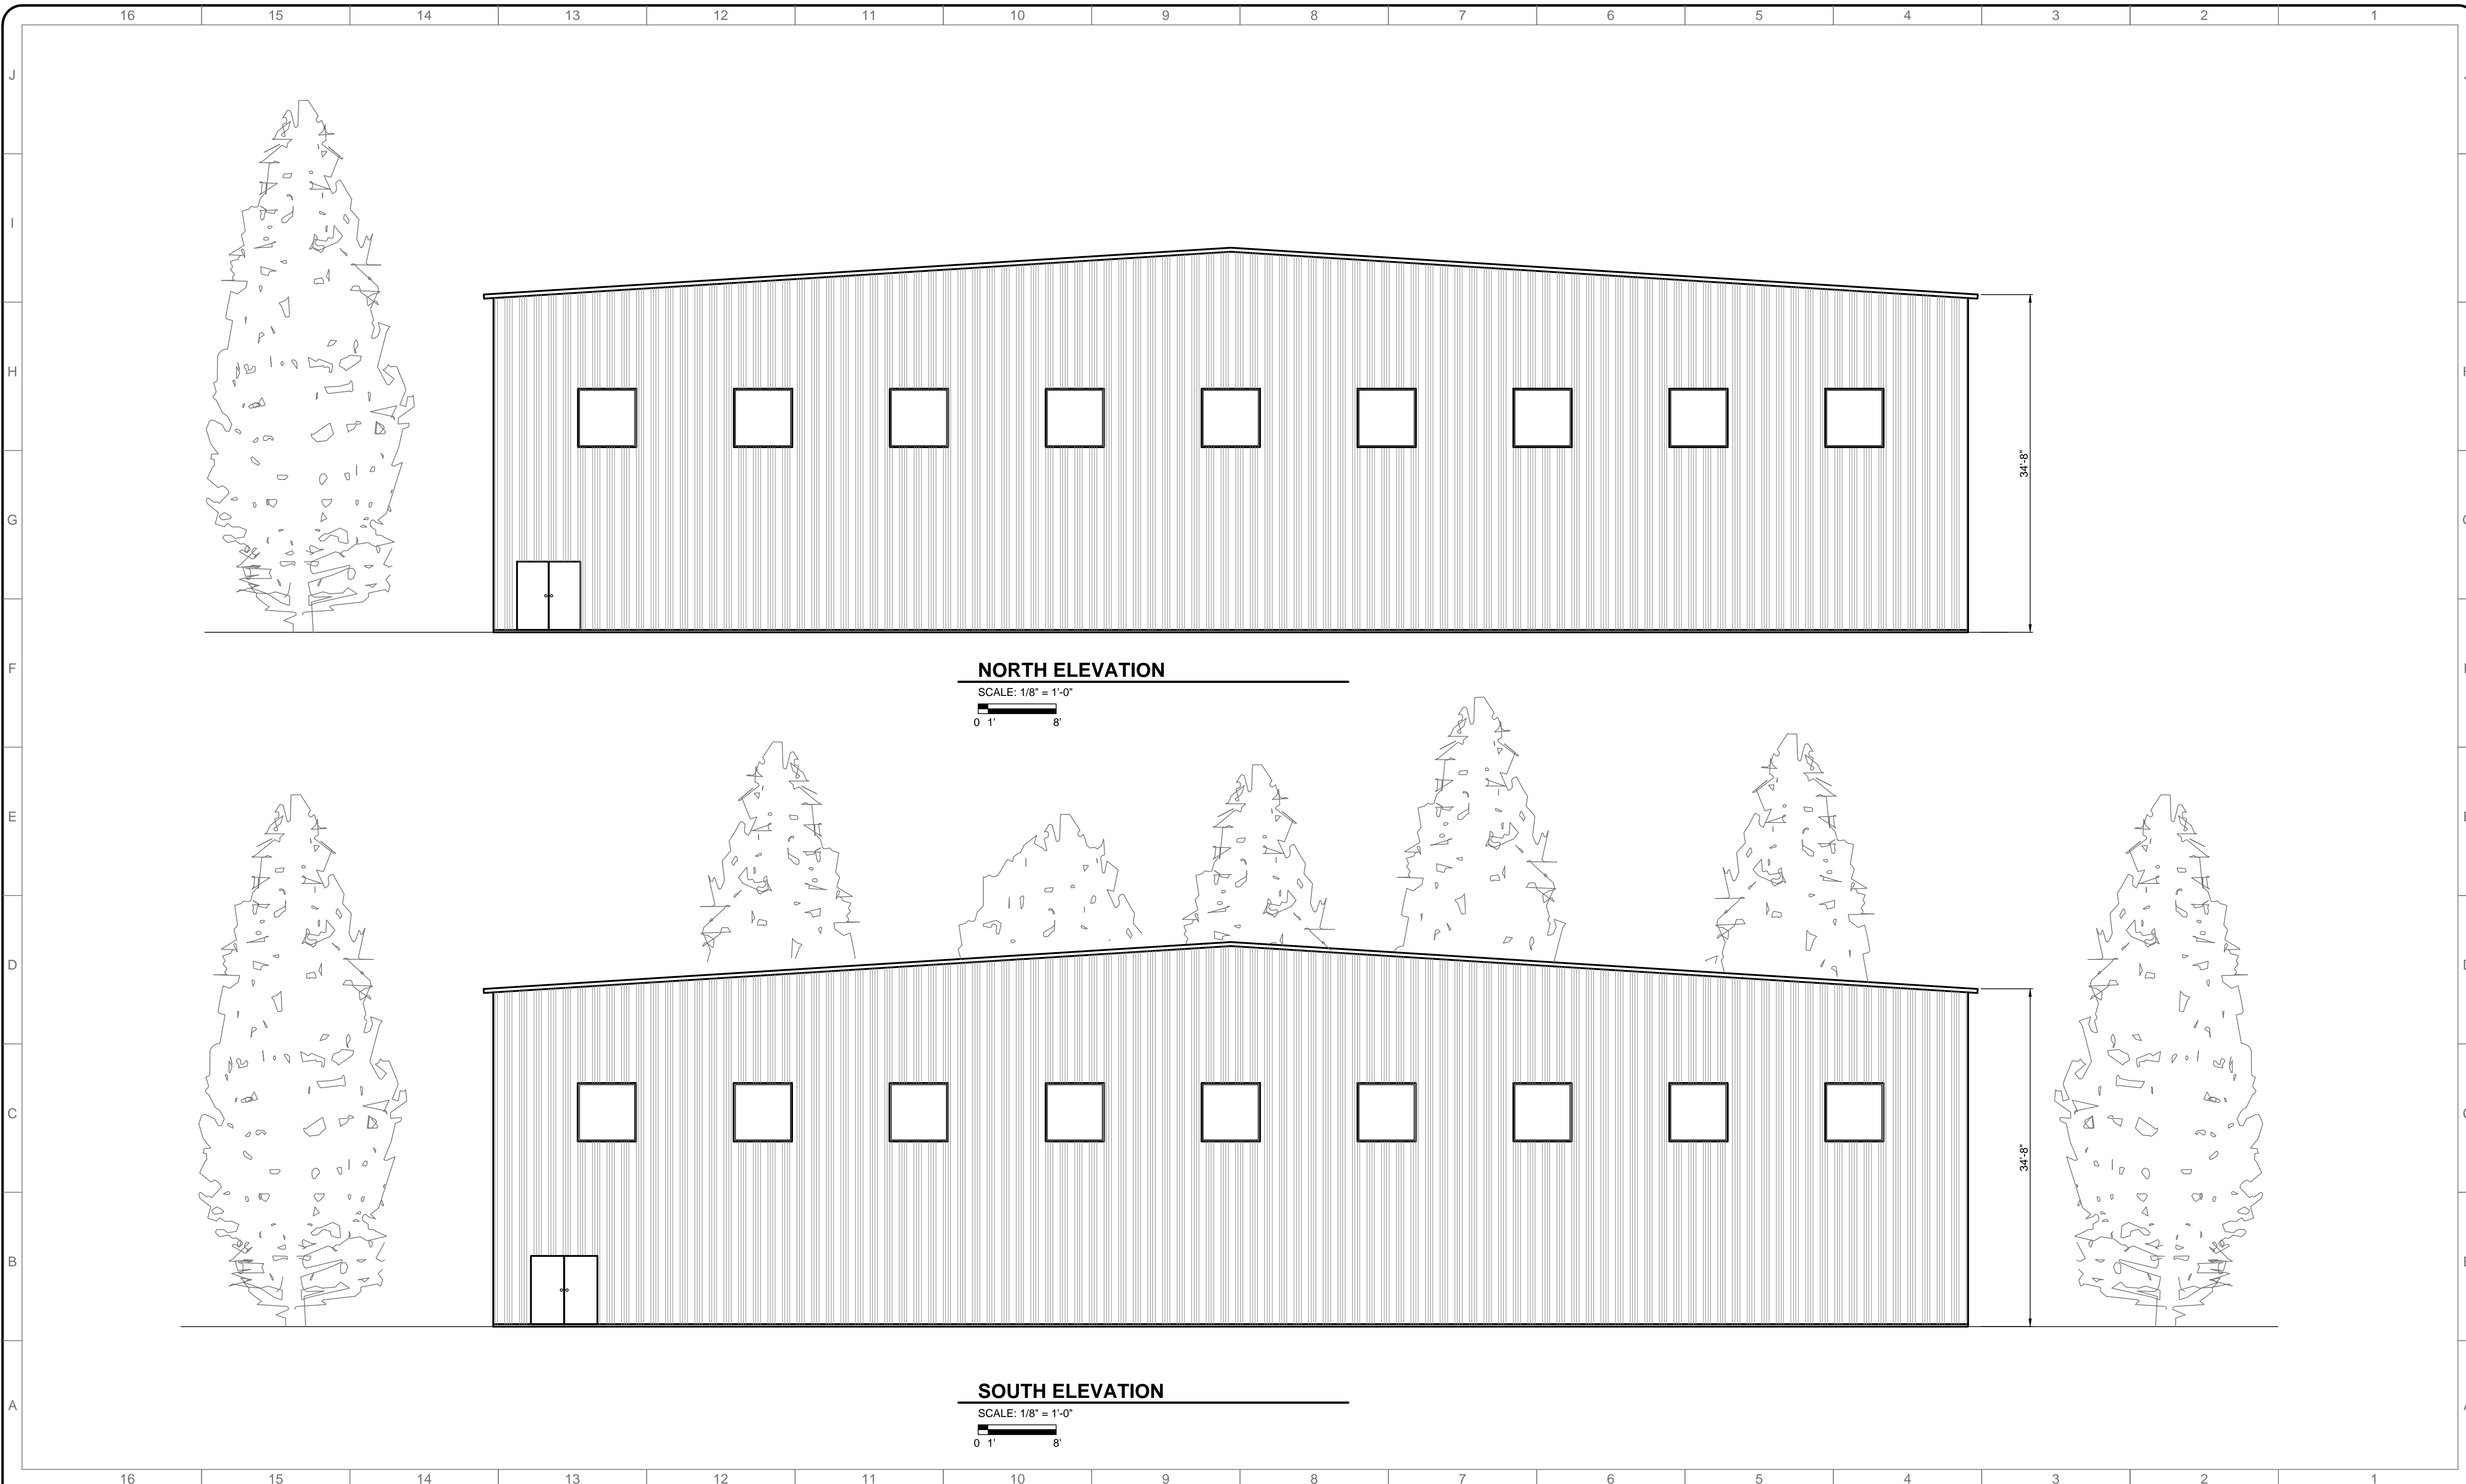 16 15 14 13 12 11 10 9 8 7 6 5 4 3 2 1
J
I
H
G
F
E
D
C
B
A
34'-8"
NORTH ELEVATION
SCALE: 1/8" = 1'-0"
0 1' 8'
34'-8"
SOUTH ELEVATION
SCALE: 1/8" = 1'-0"
0 1' 8'
16 15 14 13 12 11 10 9 8 7 6 5 4 3 2 1